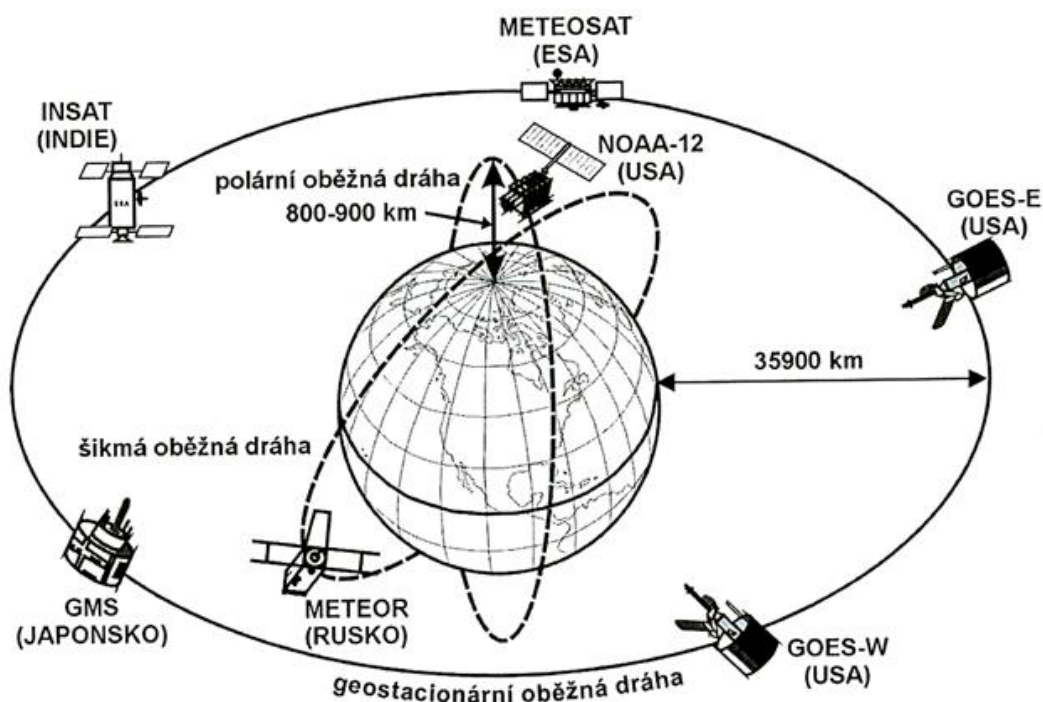 METEOSAT
(ESA)
INSAT
(INDIE)
NOAA-12
(USA)
polární oběžná dráha
800-900 km
GOES-E
(USA)
35900 km
šikmá oběžná dráha
GMS
(JAPONSKO)
METEOR
(RUSKO)
GOES-W
(USA)
geostacionární oběžná dráha